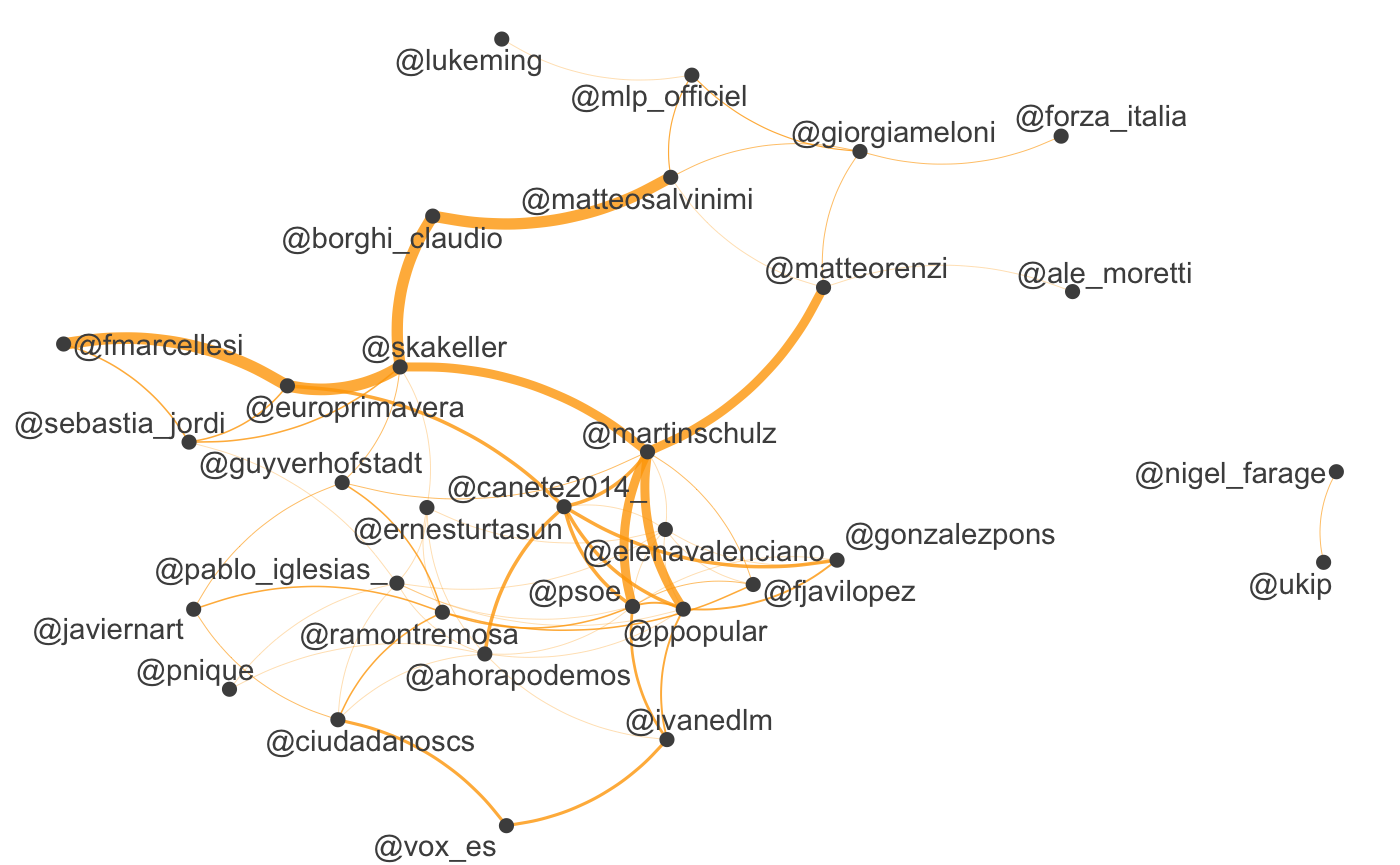 @lukeming
@mlp_officiel
@forza_italia
@giorgiameloni
@matteosalvinimi
@borghi_claudio
@matteorenzi
@ale_moretti
@fmarcellesi
@skakeller
@europrimavera
@sebastia_jordi
@martinschulz
@guyverhofstadt
@nigel_farage
@canete2014_
@ernesturtasun
@gonzalezpons
@elenavalenciano
@pablo_iglesias_
@ukip
@psoe
@fjavilopez
@javiernart
@ramontremosa
@ppopular
@pnique
@ahorapodemos
@ivanedlm
@ciudadanoscs
@vox_es